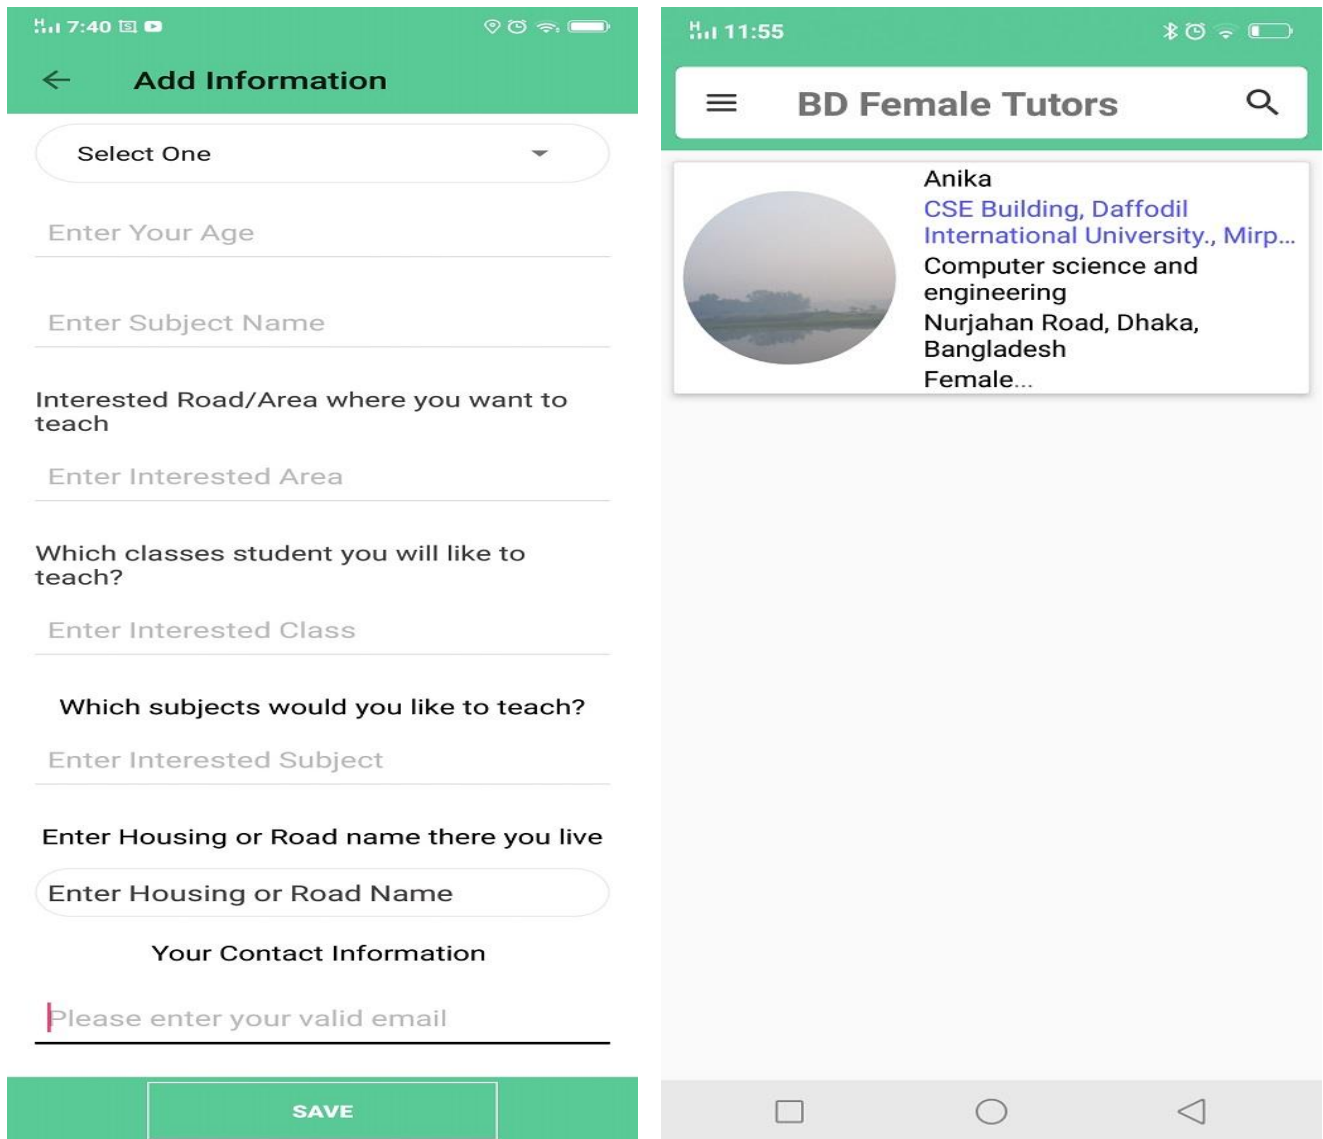 H 7:40
Add Information
Select One
Enter Your Age
Enter Subject Name
Interested Road/Area where you want to
teach
Enter Interested Area
Which classes student you will like to
teach?
Enter Interested Class
Which subjects would you like to teach?
Enter Interested Subject
Enter Housing or Road name there you live
Enter Housing or Road Name
Your Contact Information
Please enter your valid email
SAVE
H 11:55
BD Female Tutors
Anika
CSE Building, Daffodil
International University., Mirp...
Computer science and
engineering
Nurjahan Road, Dhaka,
Bangladesh
Female...